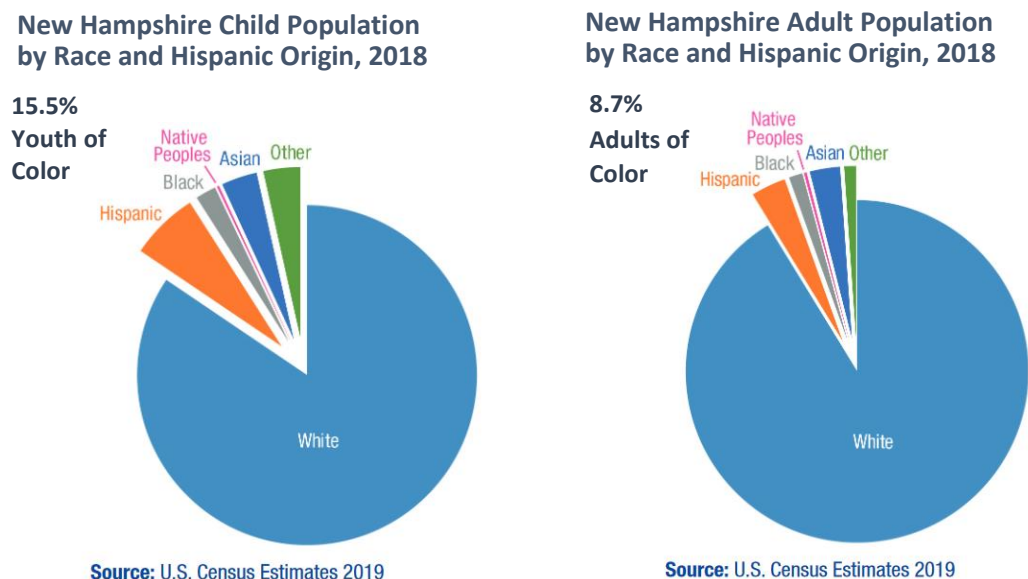 New Hampshire Child Population
by Race and Hispanic Origin, 2018
15.5%
Youth of
Color
Native
Peoples
Asian
Other
Black
Hispanic
White
Source: U.S. Census Estimates 2019
New Hampshire Adult Population
by Race and Hispanic Origin, 2018
8.7%
Adults of
Color
Native
Peoples
Asian
Other
Black
Hispanic
White
Source: U.S. Census Estimates 2019